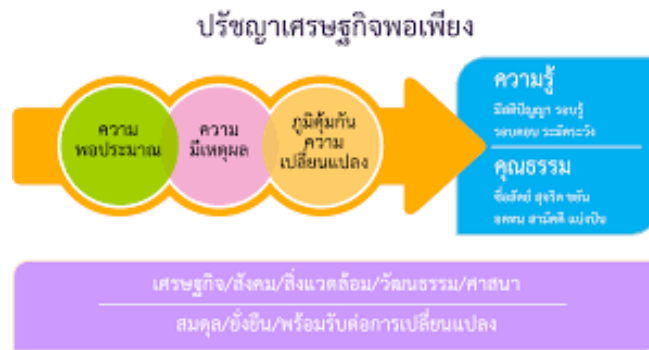 ปรัชญาเศรษฐกิจพอเพียง
ความ
พอประมาณ
ความ
มีเหตุผล
ภูมิคุ้มกัน
ความ
เปลี่ยนแปลง
ความรู้
มีสติปัญญา รอบรู้
รอบคอบ ระมัดระวัง
คุณธรรม
ซื่อสัตย์ สุจริต ขยัน
อดทน สามัคคี แบ่งปัน
เศรษฐกิจ/สังคม/สิ่งแวดล้อม/วัฒนธรรม/ศาสนา
สมดุล/ยั่งยืน/พร้อมรับต่อการเปลี่ยนแปลง